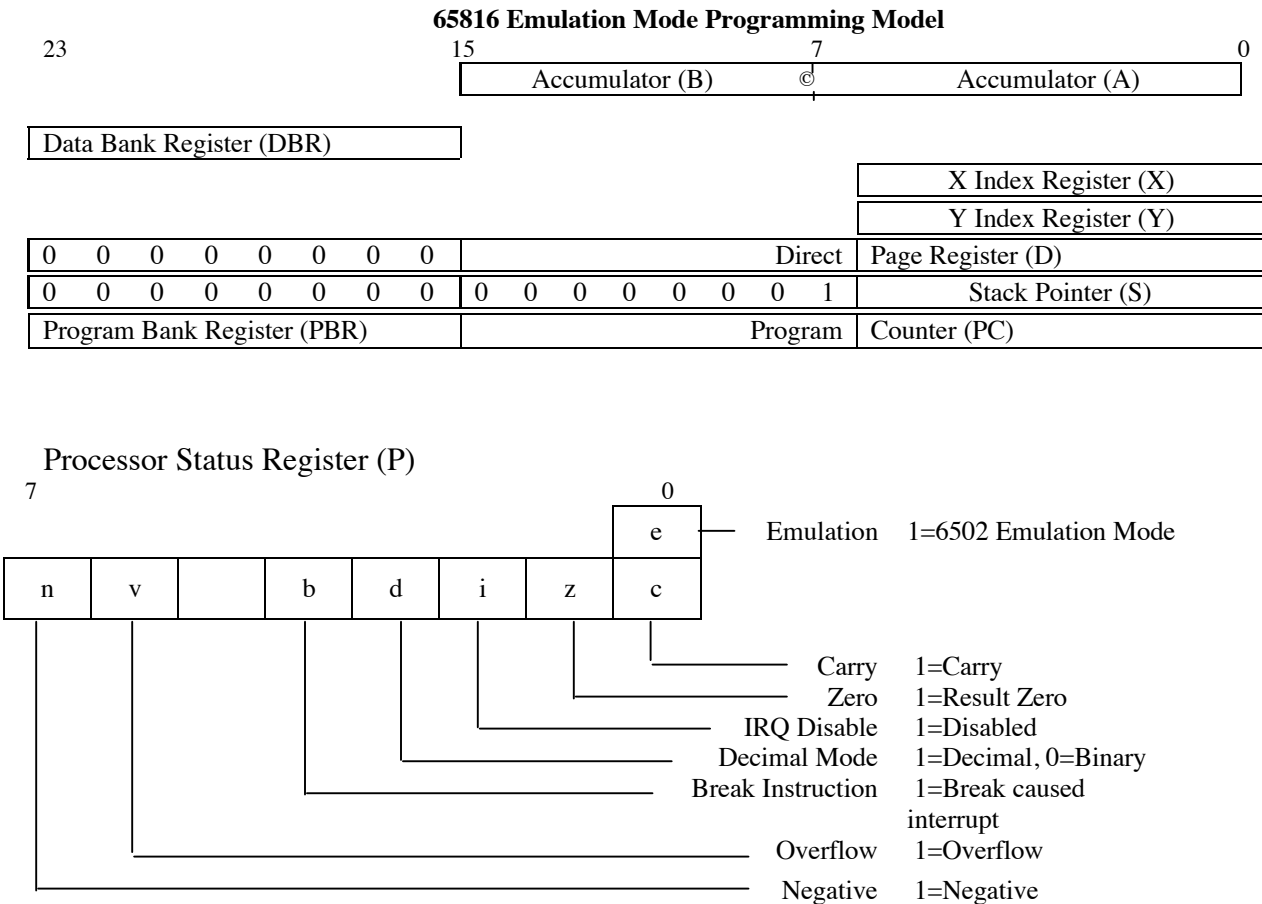 65816 Emulation Mode Programming Model
23 15 7 0
Accumulator (B) © Accumulator (A)
Data Bank Register (DBR)
X Index Register (X)
Y Index Register (Y)
0 0 0 0 0 0 0 0 Direct Page Register (D)
0 0 0 0 0 0 0 0 0 0 0 0 0 0 0 1 Stack Pointer (S)
Program Bank Register (PBR) Program Counter (PC)
Processor Status Register (P)
7 0
e Emulation 1=6502 Emulation Mode
n v b d i z c
Carry 1=Carry
Zero 1=Result Zero
IRQ Disable 1=Disabled
Decimal Mode 1=Decimal, 0=Binary
Break Instruction 1=Break caused
interrupt
Overflow 1=Overflow
Negative 1=Negative